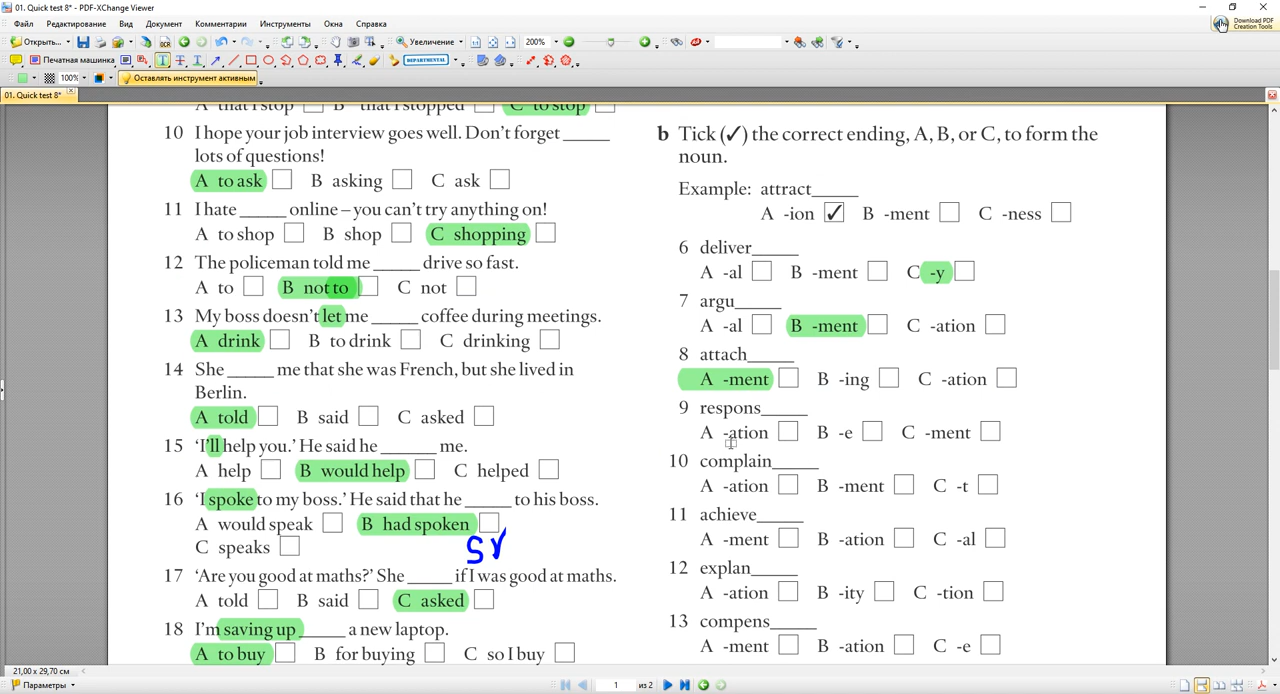 01. Quick test 8* - PDF-XChange Viewer
Файл Редактирование Вид Документ Комментарии Инструменты Окна Справка
Download PDF
Creation Tools
Открыть... OCR Увеличение 200%
Печатная машинка DEPARTMENTAL
100% Оставлять инструмент активным
01. Quick test 8*
A that I stop B that I stopped C to stop
10 I hope your job interview goes well. Don't forget _____
lots of questions!
A to ask B asking C ask
11 I hate _____ online – you can't try anything on!
A to shop B shop C shopping
12 The policeman told me _____ drive so fast.
A to B not to C not
13 My boss doesn't let me _____ coffee during meetings.
A drink B to drink C drinking
14 She _____ me that she was French, but she lived in
Berlin.
A told B said C asked
15 'I'll help you.' He said he ______ me.
A help B would help C helped
16 'I spoke to my boss.' He said that he _____ to his boss.
A would speak B had spoken
C speaks
17 'Are you good at maths?' She _____ if I was good at maths.
A told B said C asked
18 I'm saving up _____ a new laptop.
A to buy B for buying C so I buy
b Tick (✓) the correct ending, A, B, or C, to form the
noun.
Example: attract_____
A -ion ✓ B -ment C -ness
6 deliver_____
A -al B -ment C -y
7 argu_____
A -al B -ment C -ation
8 attach_____
A -ment B -ing C -ation
9 respons_____
A -ation B -e C -ment
10 complain_____
A -ation B -ment C -t
11 achieve_____
A -ment B -ation C -al
12 explan_____
A -ation B -ity C -tion
13 compens_____
A -ment B -ation C -e
21,00 x 29,70 см
Параметры 1 из 2